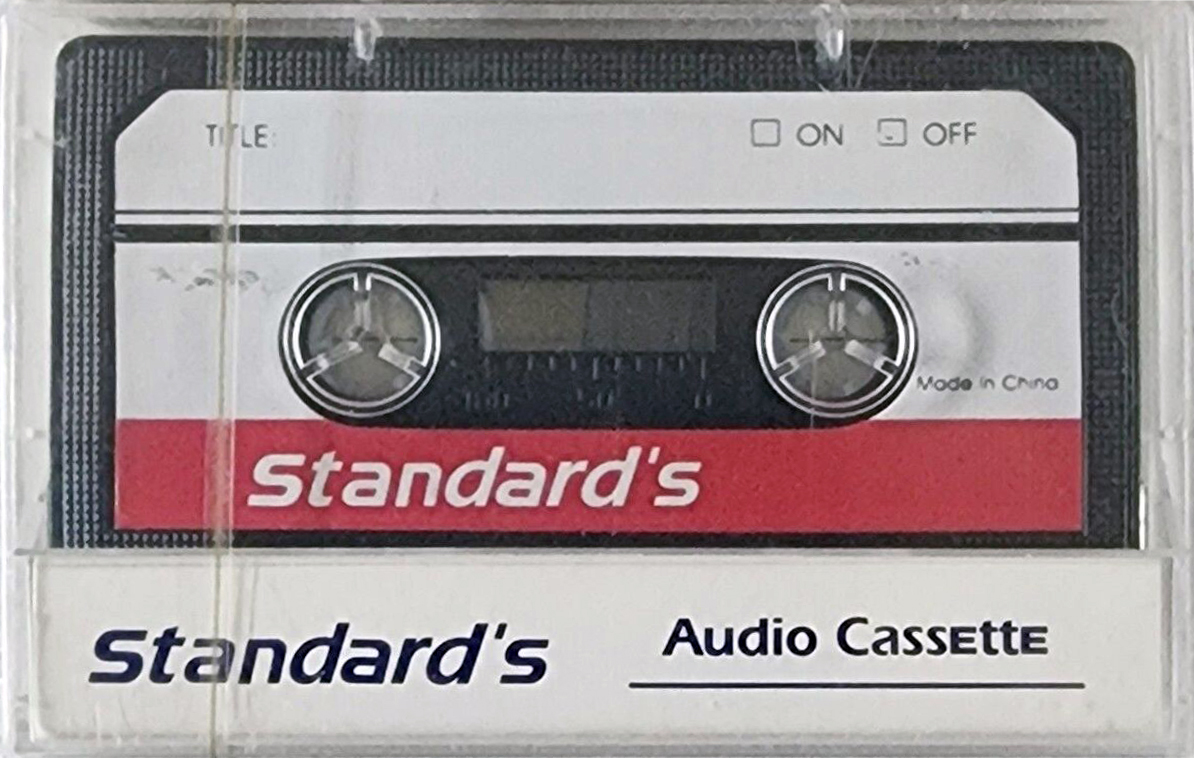 TITLE: ☐ ON ☐ OFF
Made in China
Standard's
Standard's
Audio Cassette